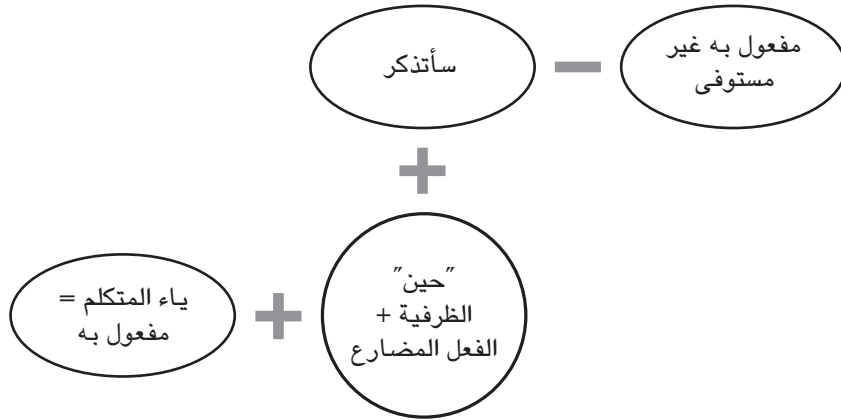 مفعول به غير
مستوفى
−
سأتذكر
+
"حين"
الظرفية +
الفعل المضارع
+
ياء المتكلم =
مفعول به